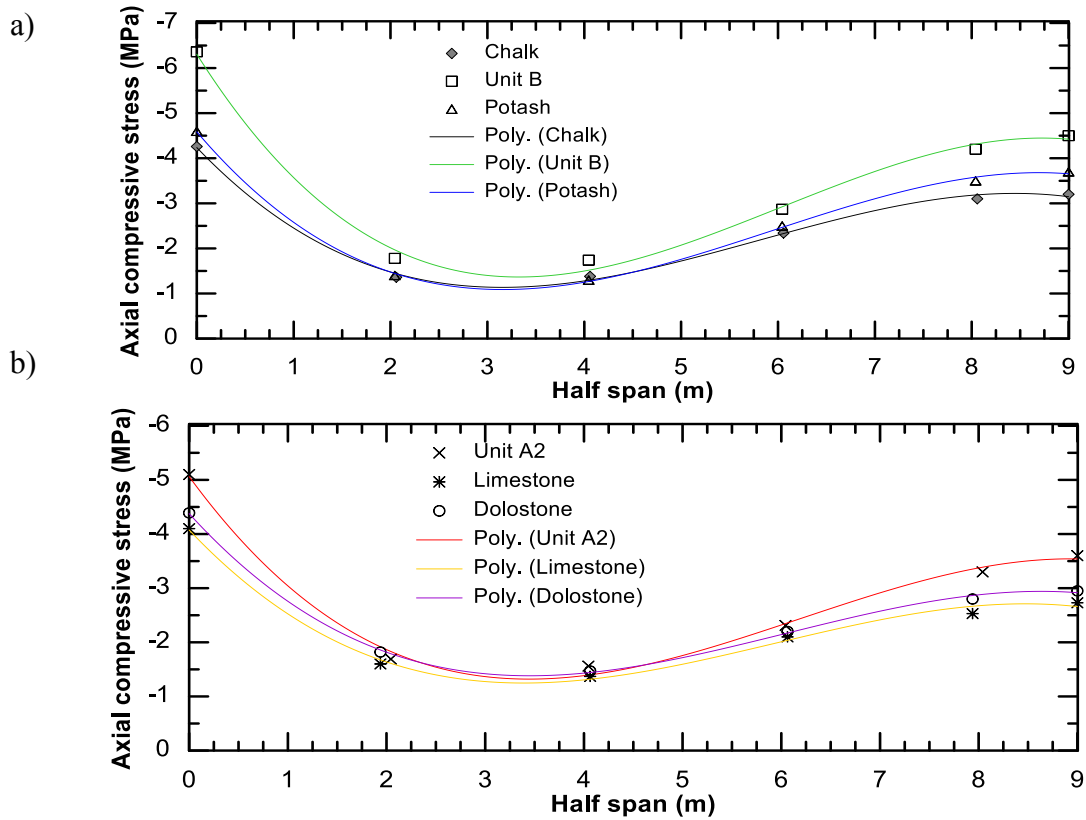 a)
Axial compressive stress (MPa)
-7
-6
-5
-4
-3
-2
-1
0
Chalk
Unit B
Potash
Poly. (Chalk)
Poly. (Unit B)
Poly. (Potash)
0 1 2 3 4 5 6 7 8 9
Half span (m)
b)
Axial compressive stress (MPa)
-6
-5
-4
-3
-2
-1
0
Unit A2
Limestone
Dolostone
Poly. (Unit A2)
Poly. (Limestone)
Poly. (Dolostone)
0 1 2 3 4 5 6 7 8 9
Half span (m)